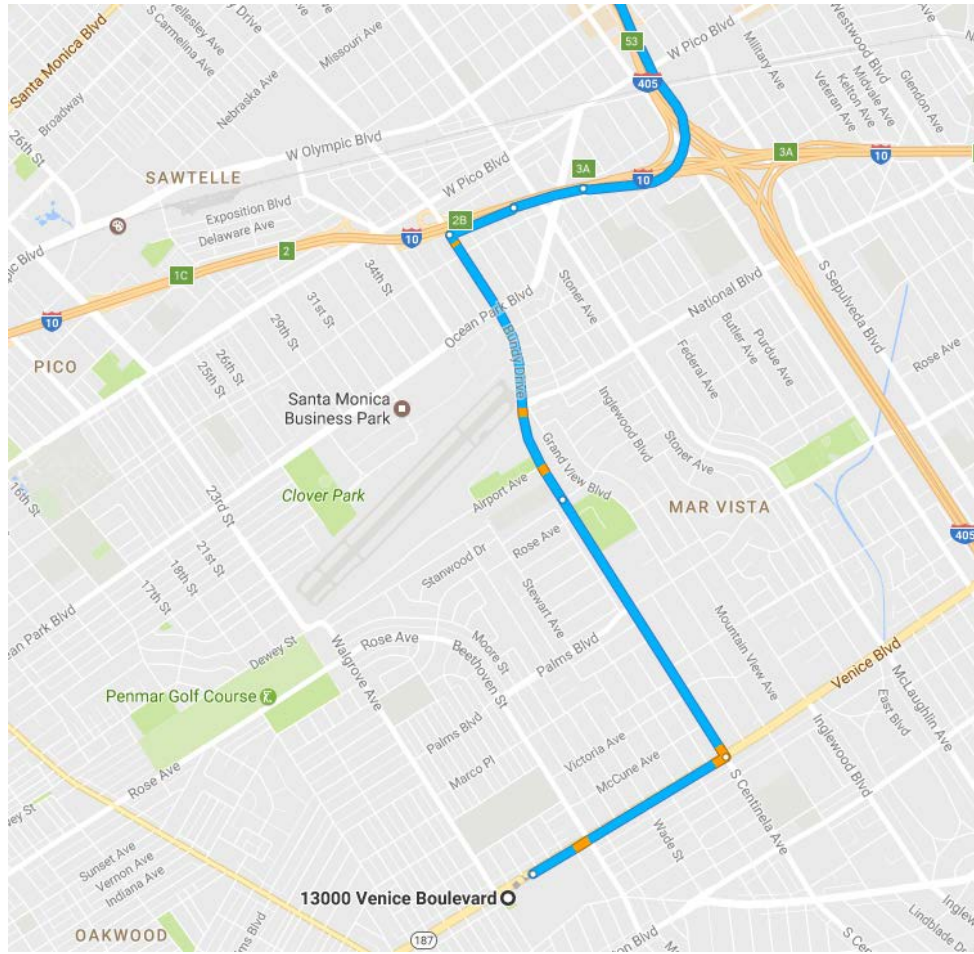 S Carmelina Ave
Wellesley Ave
Drive
Missouri Ave
53
W Pico Blvd
Military Ave
Westwood Blvd
Midvale Ave
Kelton Ave
Veteran Ave
Glendon Ave
Santa Monica Blvd
Broadway
Nebraska Ave
405
26th St
W Olympic Blvd
SAWTELLE
W Pico Blvd
3A
10
3A
10
Exposition Blvd
Delaware Ave
2B
10
2
1C
10
34th St
31st St
29th St
Ocean Park Blvd
Stoner Ave
National Blvd
S Sepulveda Blvd
Bundy Drive
Butler Ave
Purdue Ave
Federal Ave
Rose Ave
PICO
26th St
25th St
Santa Monica
Business Park
Inglewood Blvd
Stoner Ave
Grand View Blvd
16th St
23rd St
21st St
Clover Park
Airport Ave
MAR VISTA
405
Rose Ave
Stanwood Dr
18th St
17th St
Stewart Ave
Dewey St
Walgrove Ave
Rose Ave
Moore St
Beethoven St
Palms Blvd
Mountain View Ave
Venice Blvd
Penmar Golf Course
McLaughlin Ave
East Blvd
Inglewood Blvd
Palms Blvd
Marco Pl
Victoria Ave
McCune Ave
Rose Ave
S Centinela Ave
Wade St
Sunset Ave
Vernon Ave
Indiana Ave
13000 Venice Boulevard
OAKWOOD
187
Lindblade